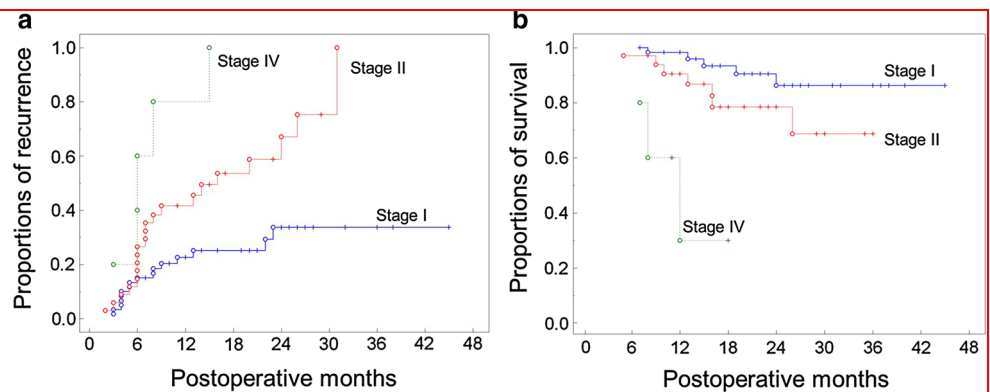 a
Proportions of recurrence
1.0
0.8
0.6
0.4
0.2
0.0
Stage IV
Stage II
Stage I
0 6 12 18 24 30 36 42 48
Postoperative months
b
Proportions of survival
1.0
0.8
0.6
0.4
0.2
0.0
Stage I
Stage II
Stage IV
0 6 12 18 24 30 36 42 48
Postoperative months